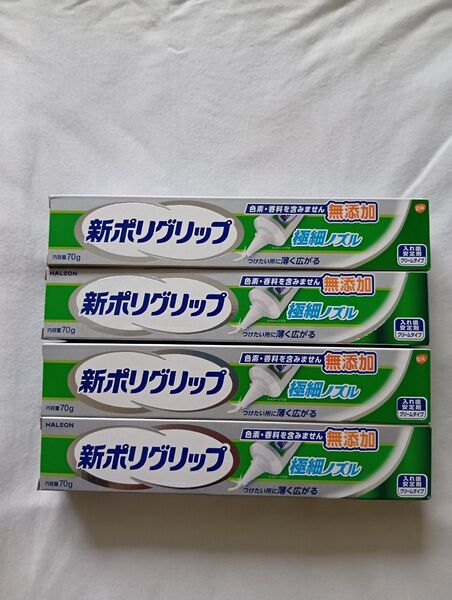 新ポリグリップ
色素・香料を含みません 無添加
極細ノズル
つけたい所に薄く広がる
内容量70g
入れ歯
安定剤
クリームタイプ
gsk
HALEON
新ポリグリップ
色素・香料を含みません 無添加
極細ノズル
つけたい所に薄く広がる
内容量70g
入れ歯
安定剤
クリームタイプ
新ポリグリップ
色素・香料を含みません 無添加
極細ノズル
つけたい所に薄く広がる
内容量70g
入れ歯
安定剤
クリームタイプ
gsk
HALEON
新ポリグリップ
色素・香料を含みません 無添加
極細ノズル
つけたい所に薄く広がる
内容量70g
入れ歯
安定剤
クリームタイプ